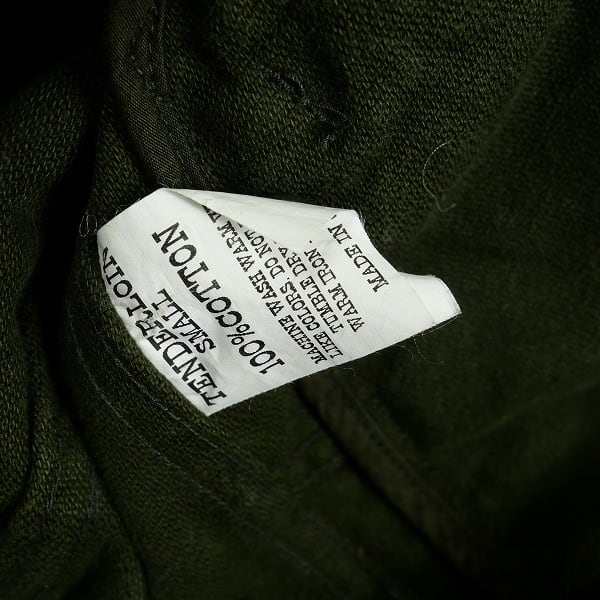 TENDERLOIN
SMALL
100%COTTON
MACHINE WASH WARM
LIKE COLORS. DO NOT
TUMBLE DRY
WARM IRON
MADE IN